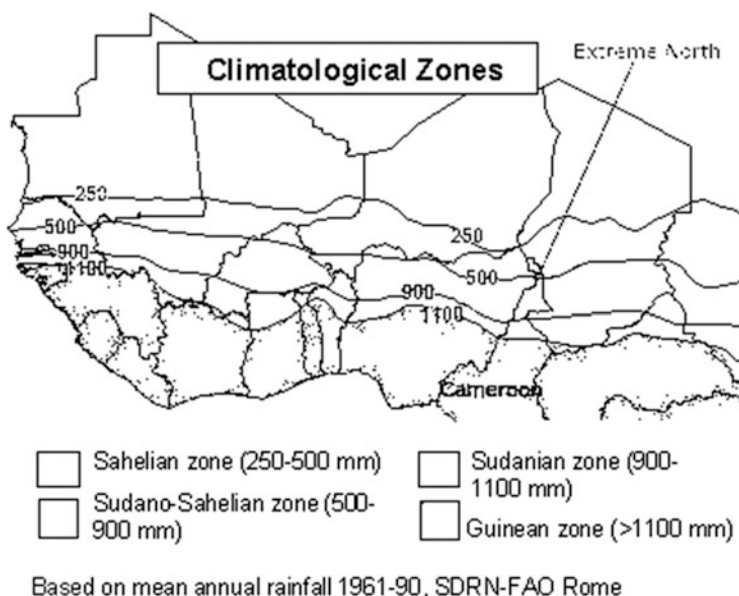 Climatological Zones
Extreme North
250
500
900
1100
250
500
900
1100
Cameroon
Sahelian zone (250-500 mm)
Sudano-Sahelian zone (500-
900 mm)
Sudanian zone (900-
1100 mm)
Guinean zone (>1100 mm)
Based on mean annual rainfall 1961-90, SDRN-FAO Rome